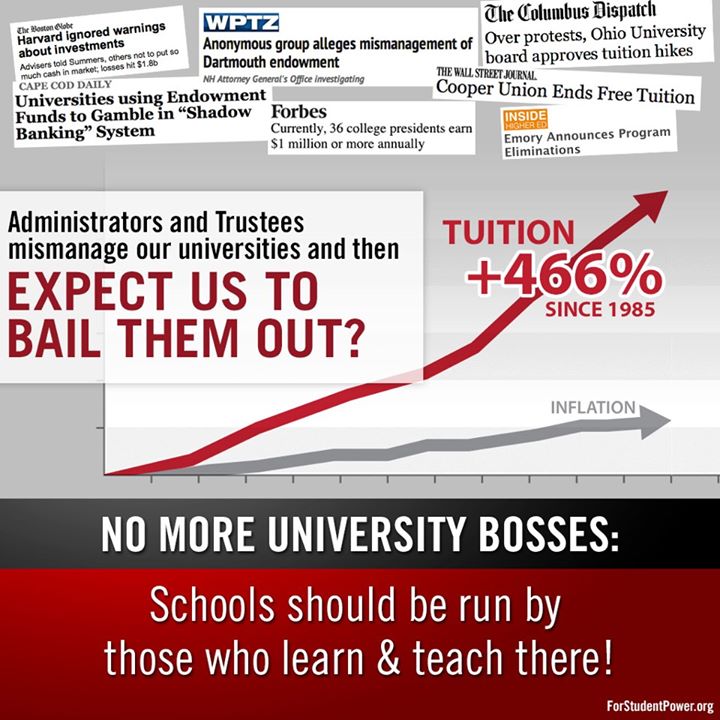 The Boston Globe
Harvard ignored warnings
about investments
Advisers told Summers, others not to put so
much cash in market; losses hit $1.8b
WPTZ
Anonymous group alleges mismanagement of
Dartmouth endowment
NH Attorney General's Office investigating
The Columbus Dispatch
Over protests, Ohio University
board approves tuition hikes
CAPE COD DAILY
Universities using Endowment
Funds to Gamble in “Shadow
Banking” System
Forbes
Currently, 36 college presidents earn
$1 million or more annually
THE WALL STREET JOURNAL.
Cooper Union Ends Free Tuition
INSIDE
HIGHER ED
Emory Announces Program
Eliminations
Administrators and Trustees
mismanage our universities and then
EXPECT US TO
BAIL THEM OUT?
TUITION
+466%
SINCE 1985
INFLATION
NO MORE UNIVERSITY BOSSES:
Schools should be run by
those who learn & teach there!
ForStudentPower.org